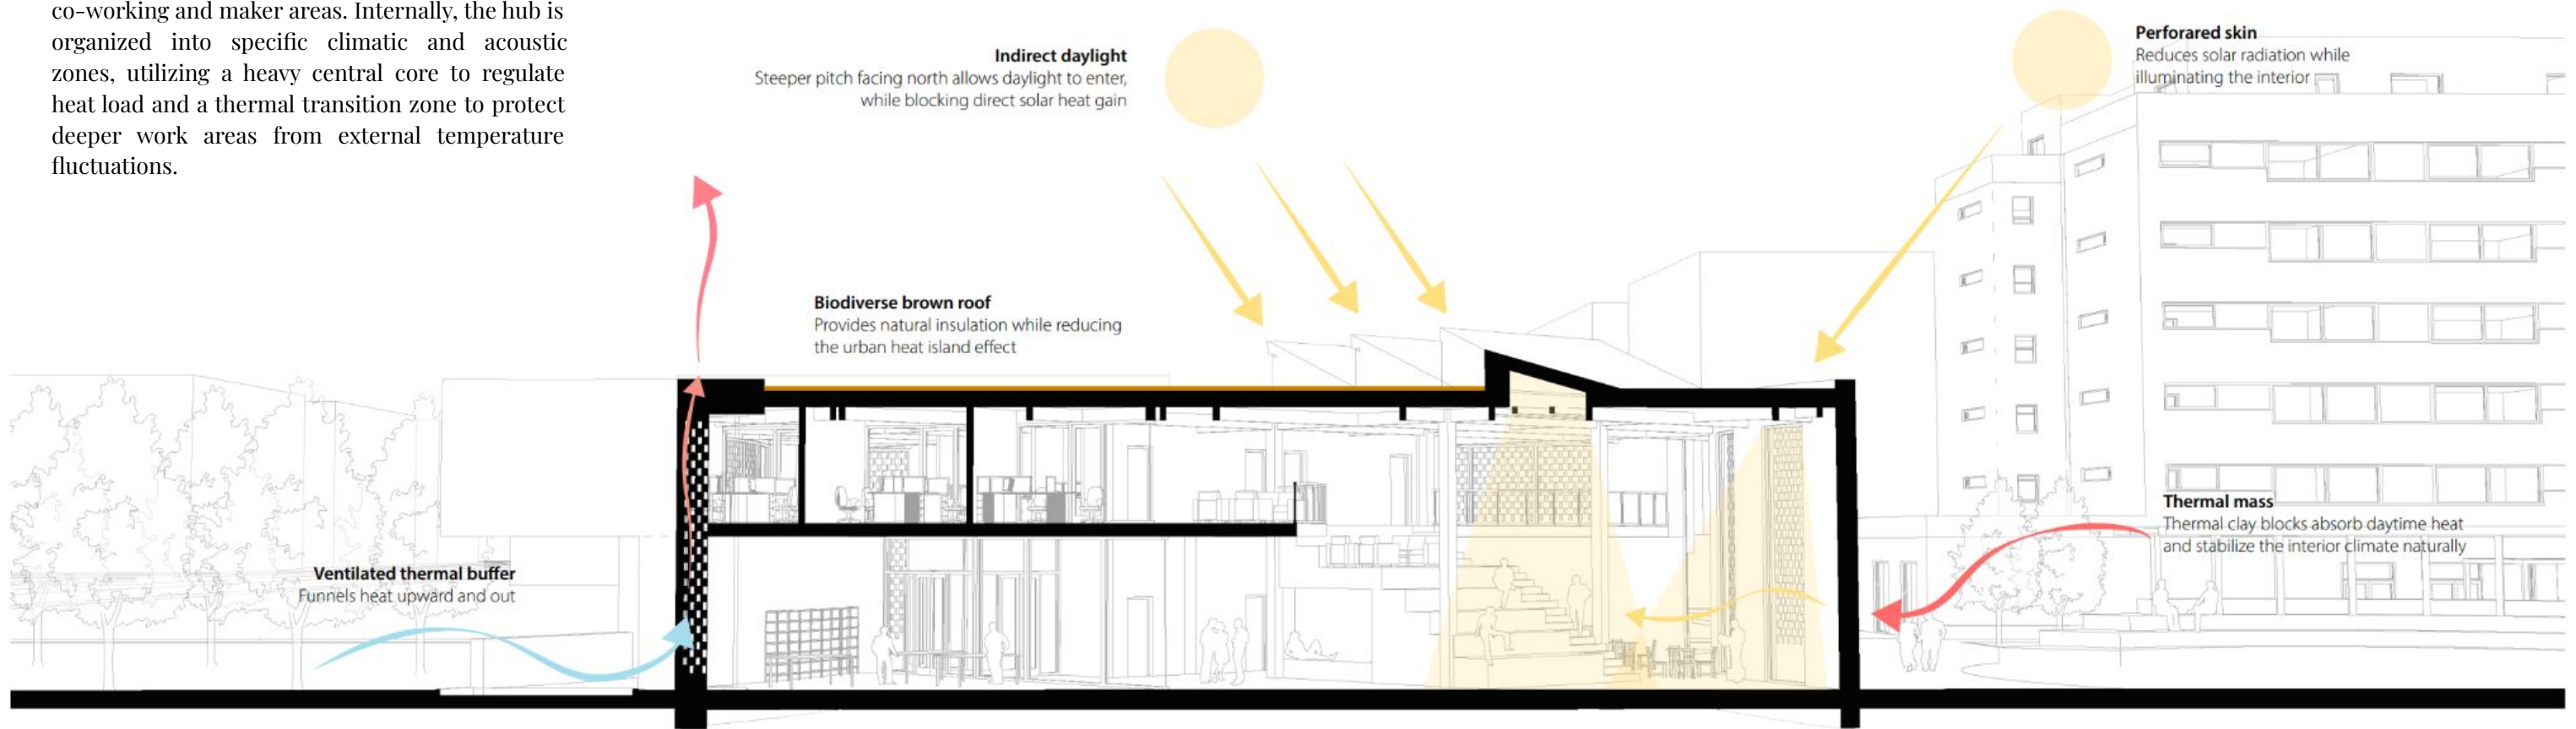 co-working and maker areas. Internally, the hub is
organized into specific climatic and acoustic
zones, utilizing a heavy central core to regulate
heat load and a thermal transition zone to protect
deeper work areas from external temperature
fluctuations.
Indirect daylight
Steeper pitch facing north allows daylight to enter,
while blocking direct solar heat gain
Perforared skin
Reduces solar radiation while
illuminating the interior
Biodiverse brown roof
Provides natural insulation while reducing
the urban heat island effect
Thermal mass
Thermal clay blocks absorb daytime heat
and stabilize the interior climate naturally
Ventilated thermal buffer
Funnels heat upward and out